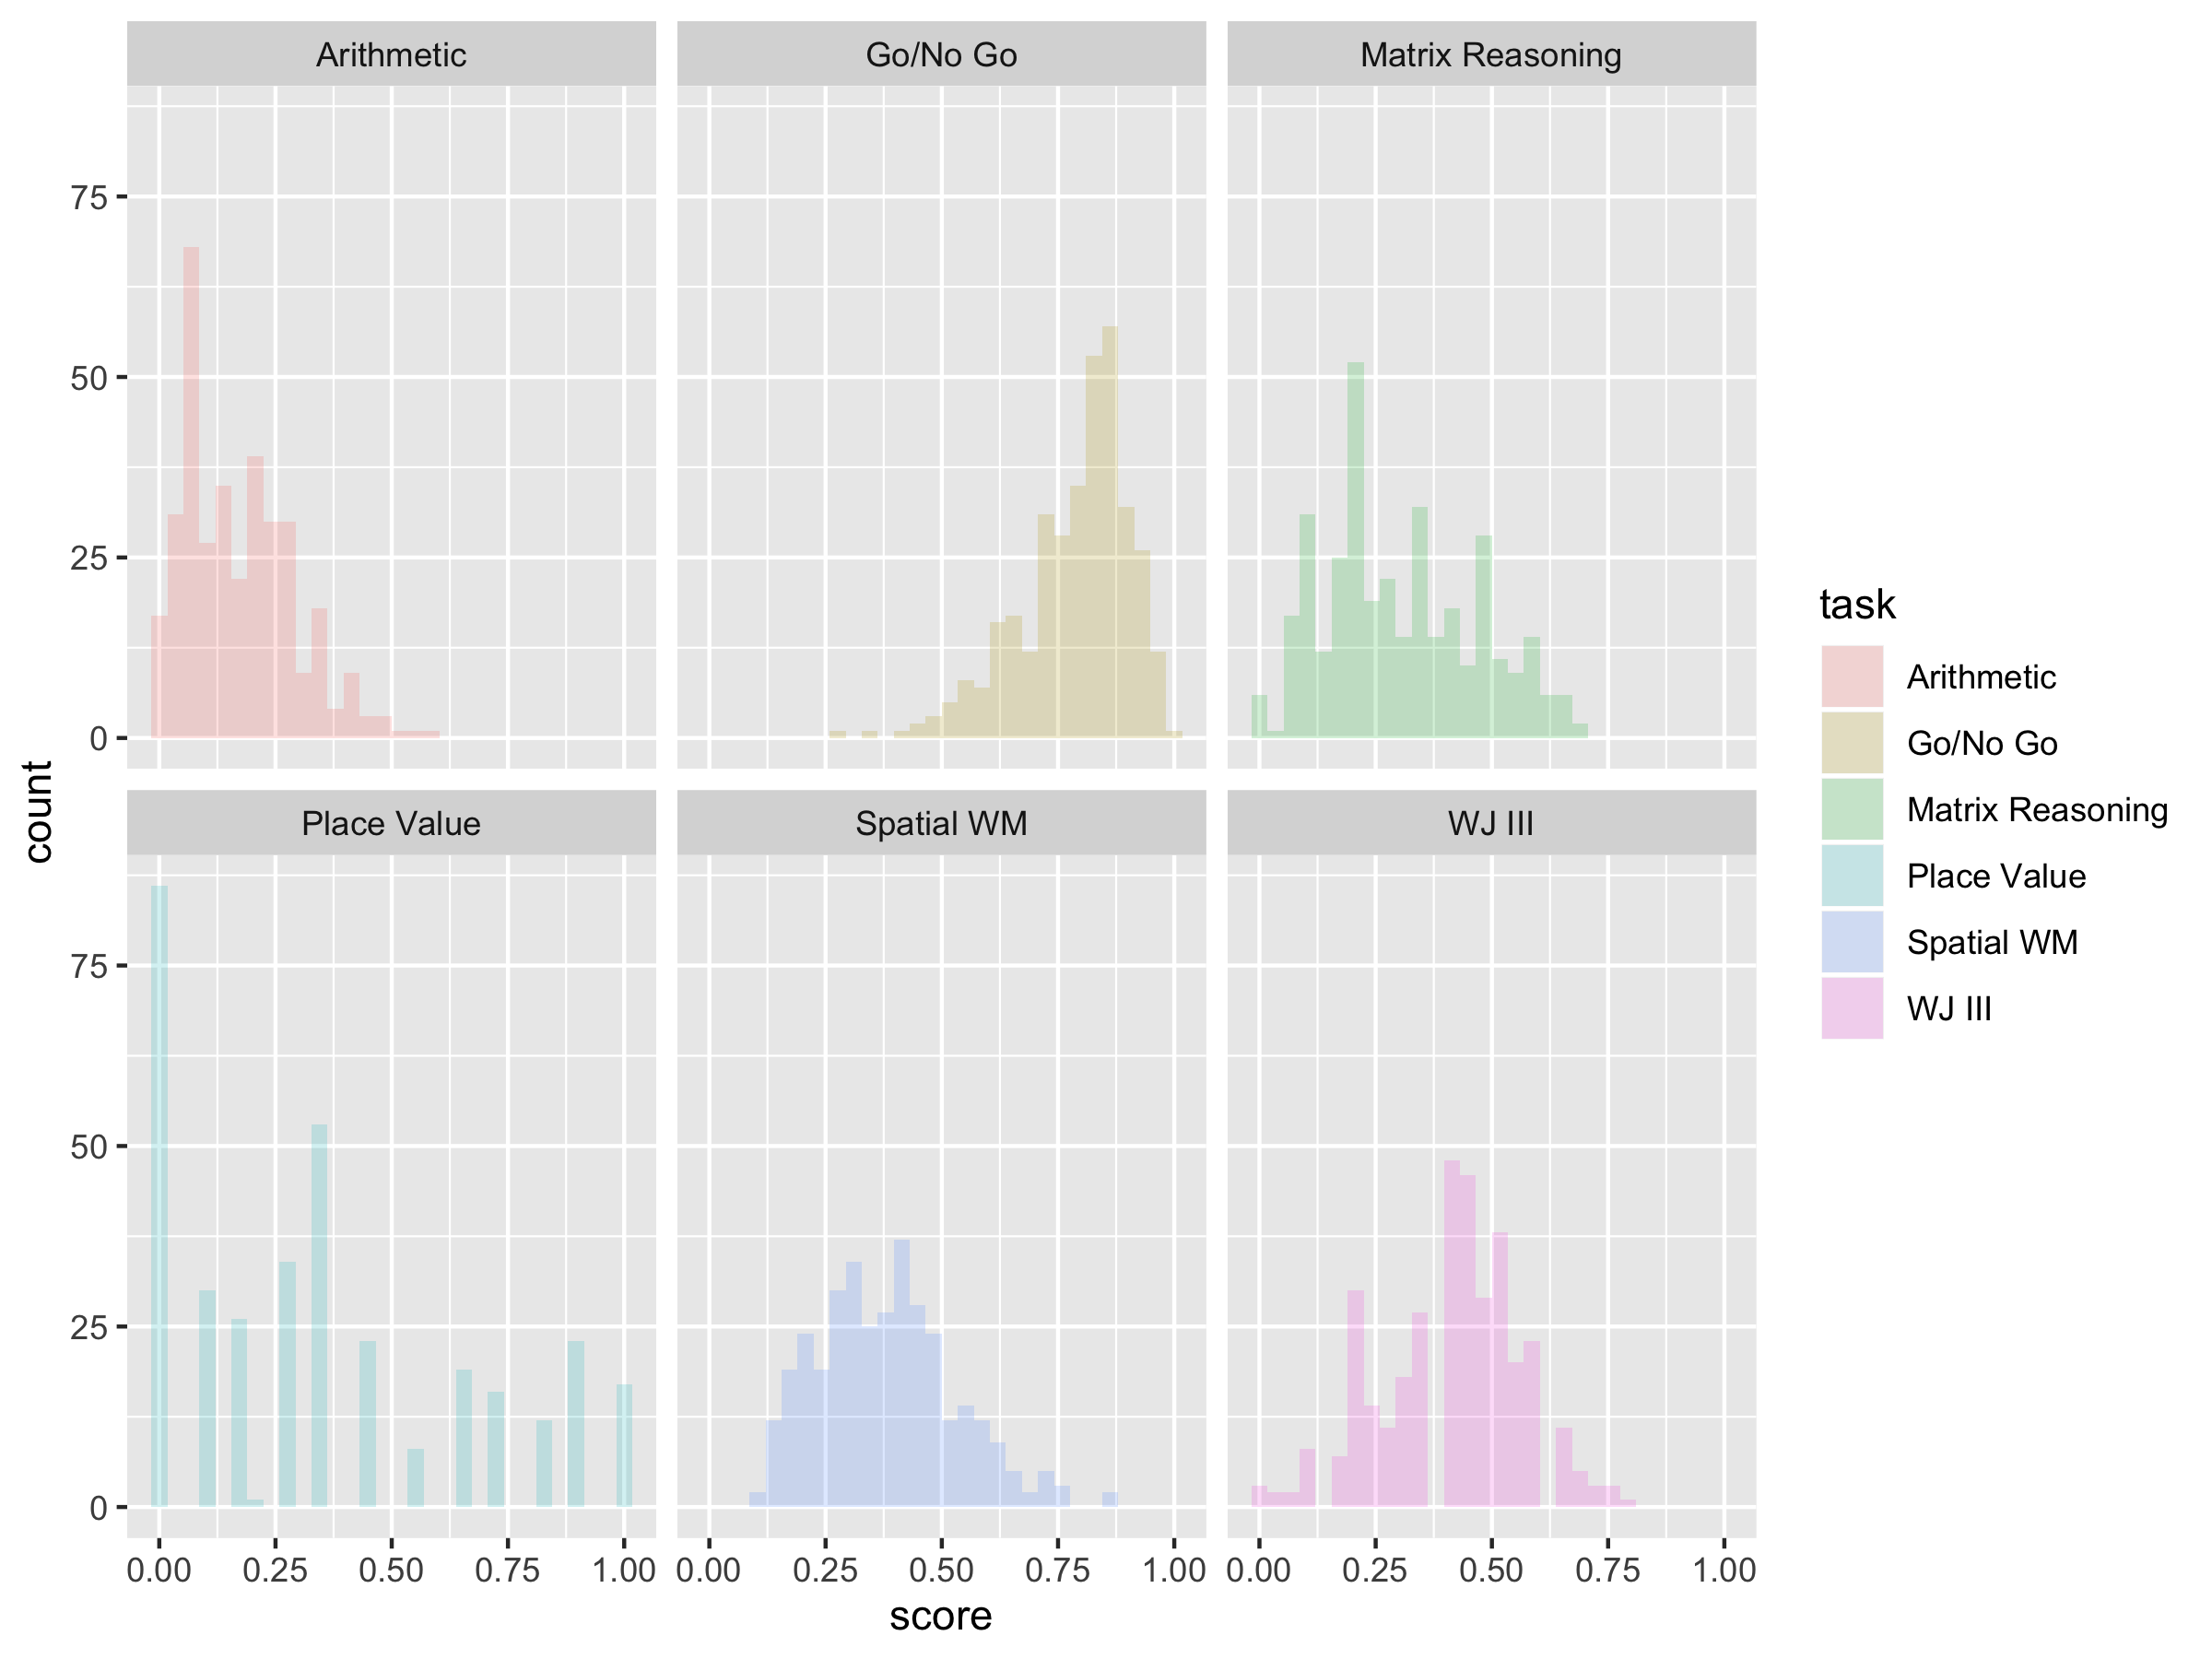 Arithmetic
Go/No Go
Matrix Reasoning
75
50
25
0
count
Place Value
Spatial WM
WJ III
75
50
25
0
0.00 0.25 0.50 0.75 1.00
0.00 0.25 0.50 0.75 1.00
0.00 0.25 0.50 0.75 1.00
score
task
Arithmetic
Go/No Go
Matrix Reasoning
Place Value
Spatial WM
WJ III